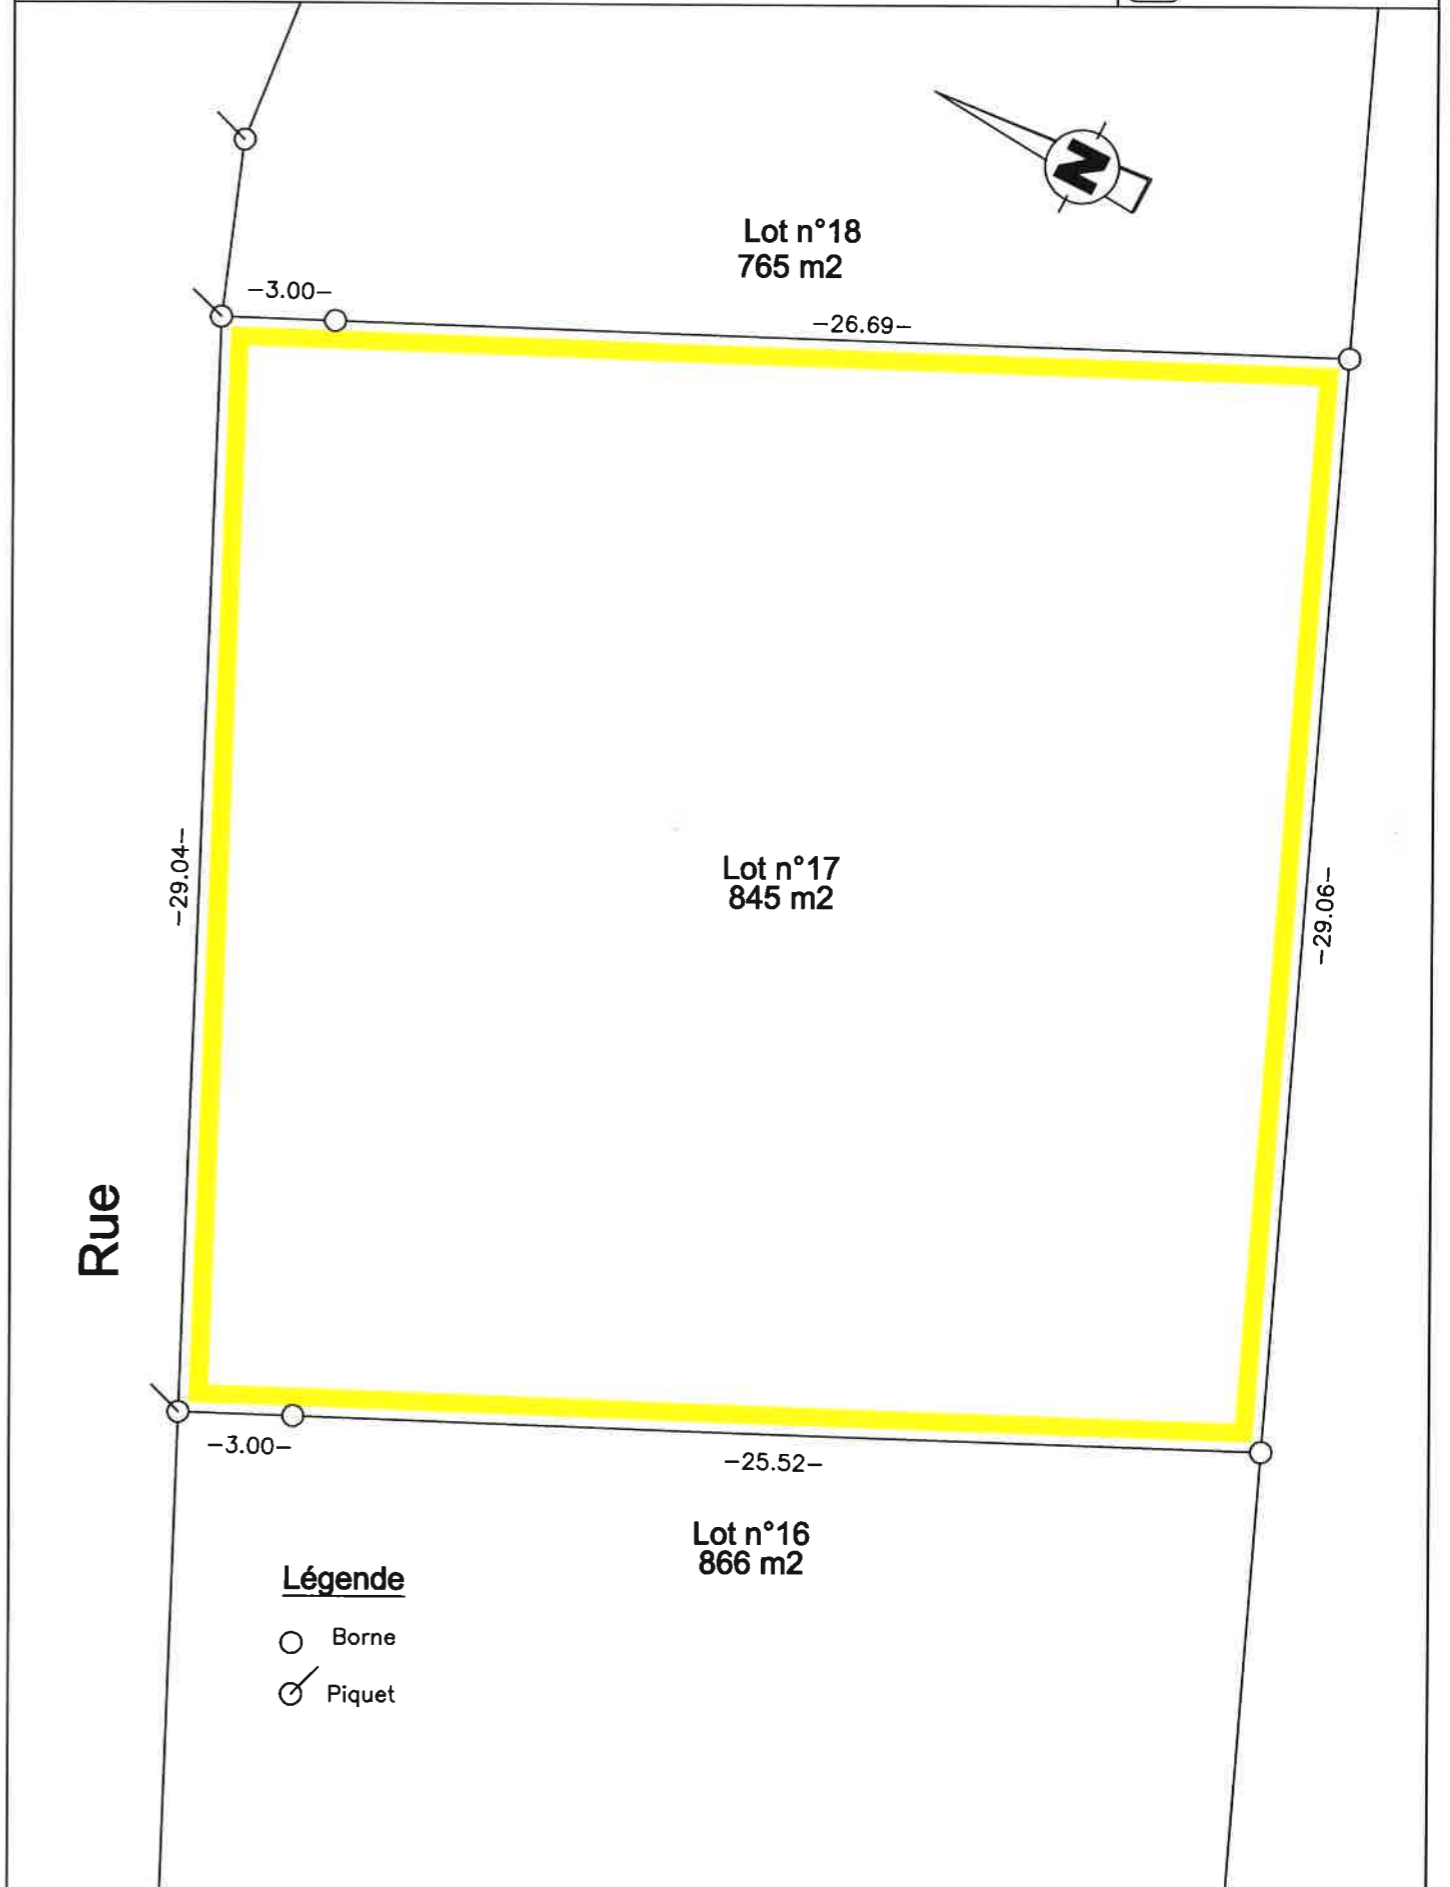 N
Lot n°18
765 m2
-3.00-
-26.69-
Lot n°17
845 m2
-29.04-
-29.06-
Rue
-3.00-
-25.52-
Lot n°16
866 m2
Légende
Borne
Piquet